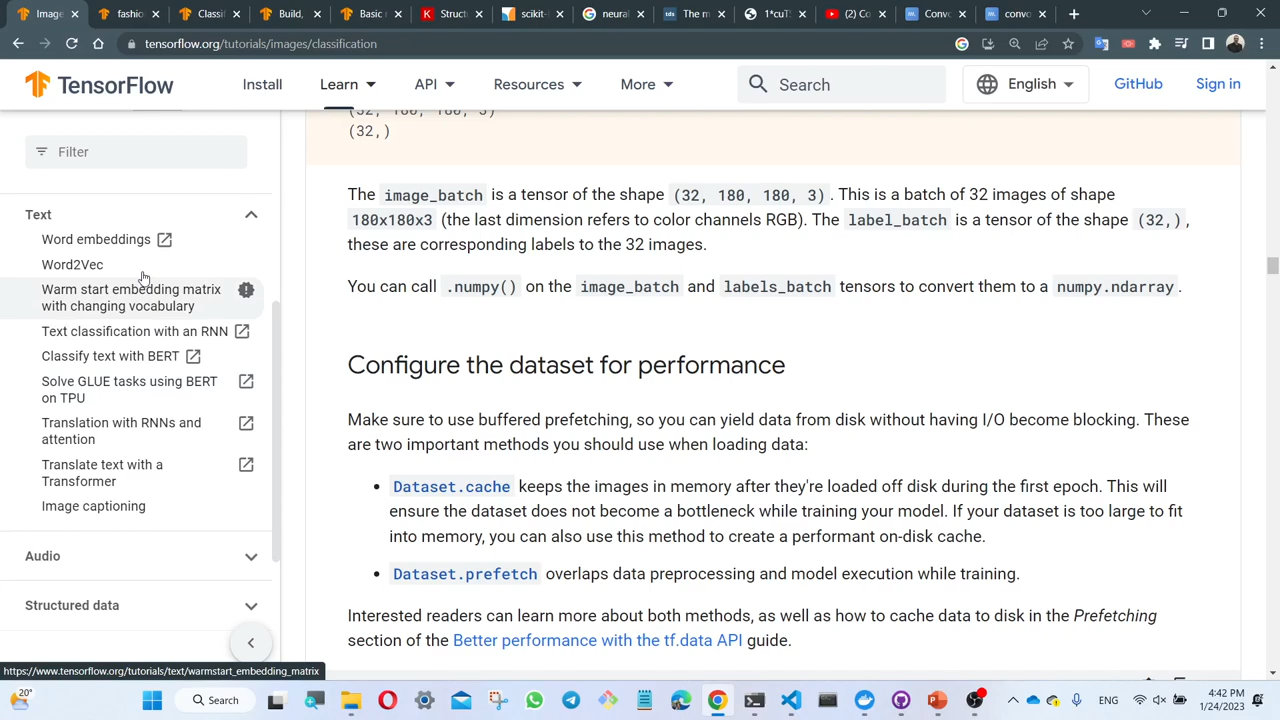 Image
fashio
Classif
Build,
Basic r
Struct
scikit-l
neural
The m
1*cuTS
(2) Co
Convo
convo
tensorflow.org/tutorials/images/classification
TensorFlow
Install
Learn
API
Resources
More
Search
English
GitHub
Sign in
Filter
Text
Word embeddings
Word2Vec
Warm start embedding matrix
with changing vocabulary
Text classification with an RNN
Classify text with BERT
Solve GLUE tasks using BERT
on TPU
Translation with RNNs and
attention
Translate text with a
Transformer
Image captioning
Audio
Structured data
(32, 180, 180, 3)
(32,)
The image_batch is a tensor of the shape (32, 180, 180, 3). This is a batch of 32 images of shape
180x180x3 (the last dimension refers to color channels RGB). The label_batch is a tensor of the shape (32,),
these are corresponding labels to the 32 images.
You can call .numpy() on the image_batch and labels_batch tensors to convert them to a numpy.ndarray.
Configure the dataset for performance
Make sure to use buffered prefetching, so you can yield data from disk without having I/O become blocking. These
are two important methods you should use when loading data:
• Dataset.cache keeps the images in memory after they're loaded off disk during the first epoch. This will
ensure the dataset does not become a bottleneck while training your model. If your dataset is too large to fit
into memory, you can also use this method to create a performant on-disk cache.
• Dataset.prefetch overlaps data preprocessing and model execution while training.
Interested readers can learn more about both methods, as well as how to cache data to disk in the Prefetching
section of the Better performance with the tf.data API guide.
https://www.tensorflow.org/tutorials/text/warmstart_embedding_matrix
20°
Search
ENG
4:42 PM
1/24/2023